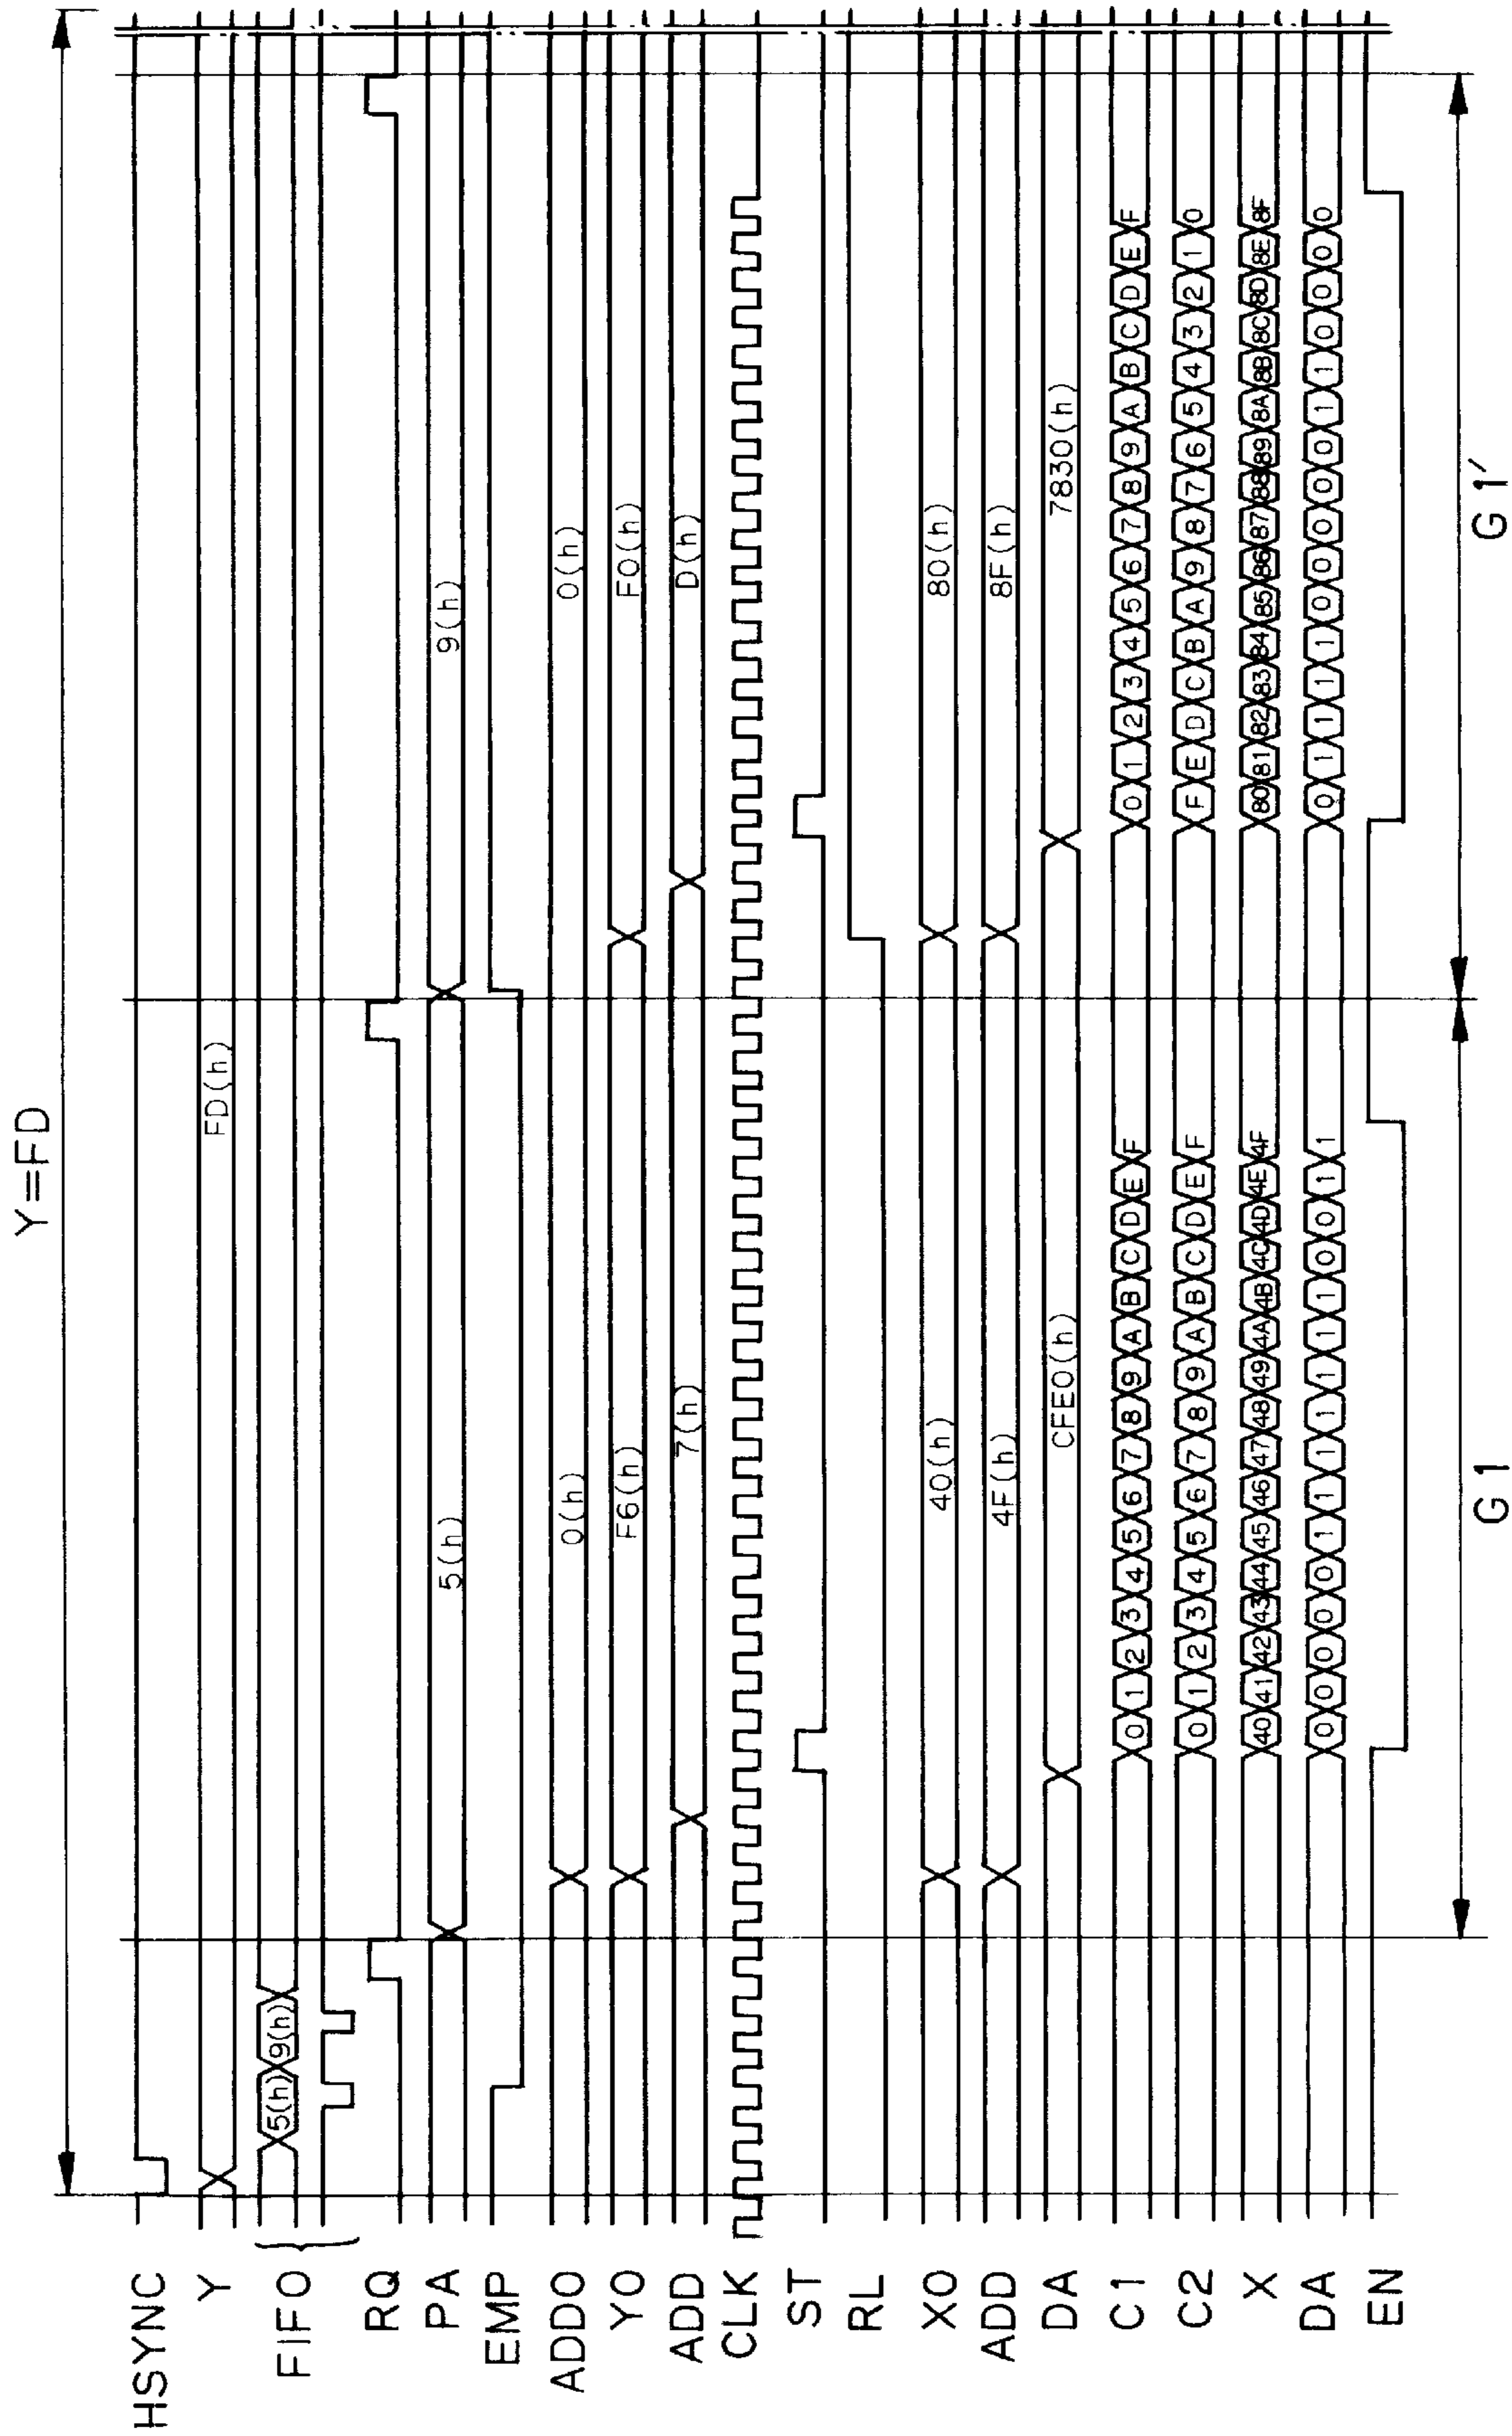 Y=FD
HSYNC
Y FD(h)
FIFO 5(h) 9(h)
RQ
PA 5(h) 9(h)
EMP
ADD0 0(h) 0(h)
Y0 F6(h) F0(h)
ADD 7(h) D(h)
CLK
ST
RL
X0 40(h) 80(h)
ADD 4F(h) 8F(h)
DA CFE0(h) 7830(h)
C1 0 1 2 3 4 5 6 7 8 9 A B C D E F 0 1 2 3 4 5 6 7 8 9 A B C D E F
C2 0 1 2 3 4 5 6 7 8 9 A B C D E F F E D C B A 9 8 7 6 5 4 3 2 1 0
X 40 41 42 43 44 45 46 47 48 49 4A 4B 4C 4D 4E 4F 80 81 82 83 84 85 86 87 88 89 8A 8B 8C 8D 8E 8F
DA 0 0 0 0 0 1 1 1 1 1 1 1 0 0 1 1 0 1 1 1 1 0 0 0 0 0 1 1 0 0 0 0
EN
G1 G1′